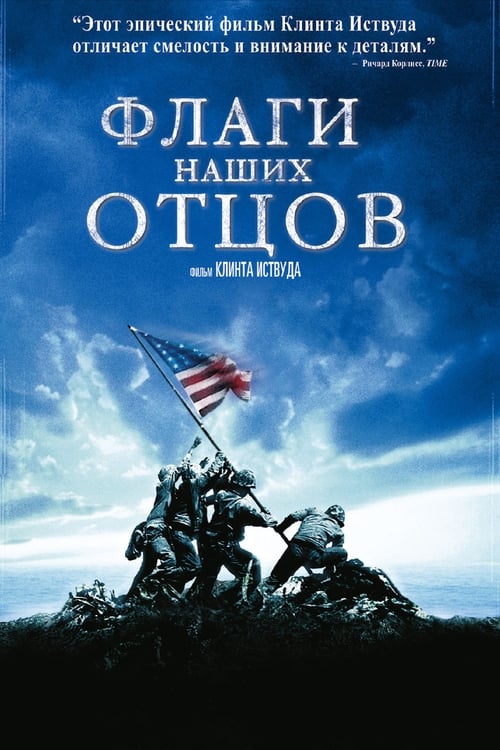 “Этот эпический фильм Клинта Иствуда
отличает смелость и внимание к деталям.”
– Ричард Корлисс, TIME
ФЛАГИ
НАШИХ
ОТЦОВ
ФИЛЬМ КЛИНТА ИСТВУДА